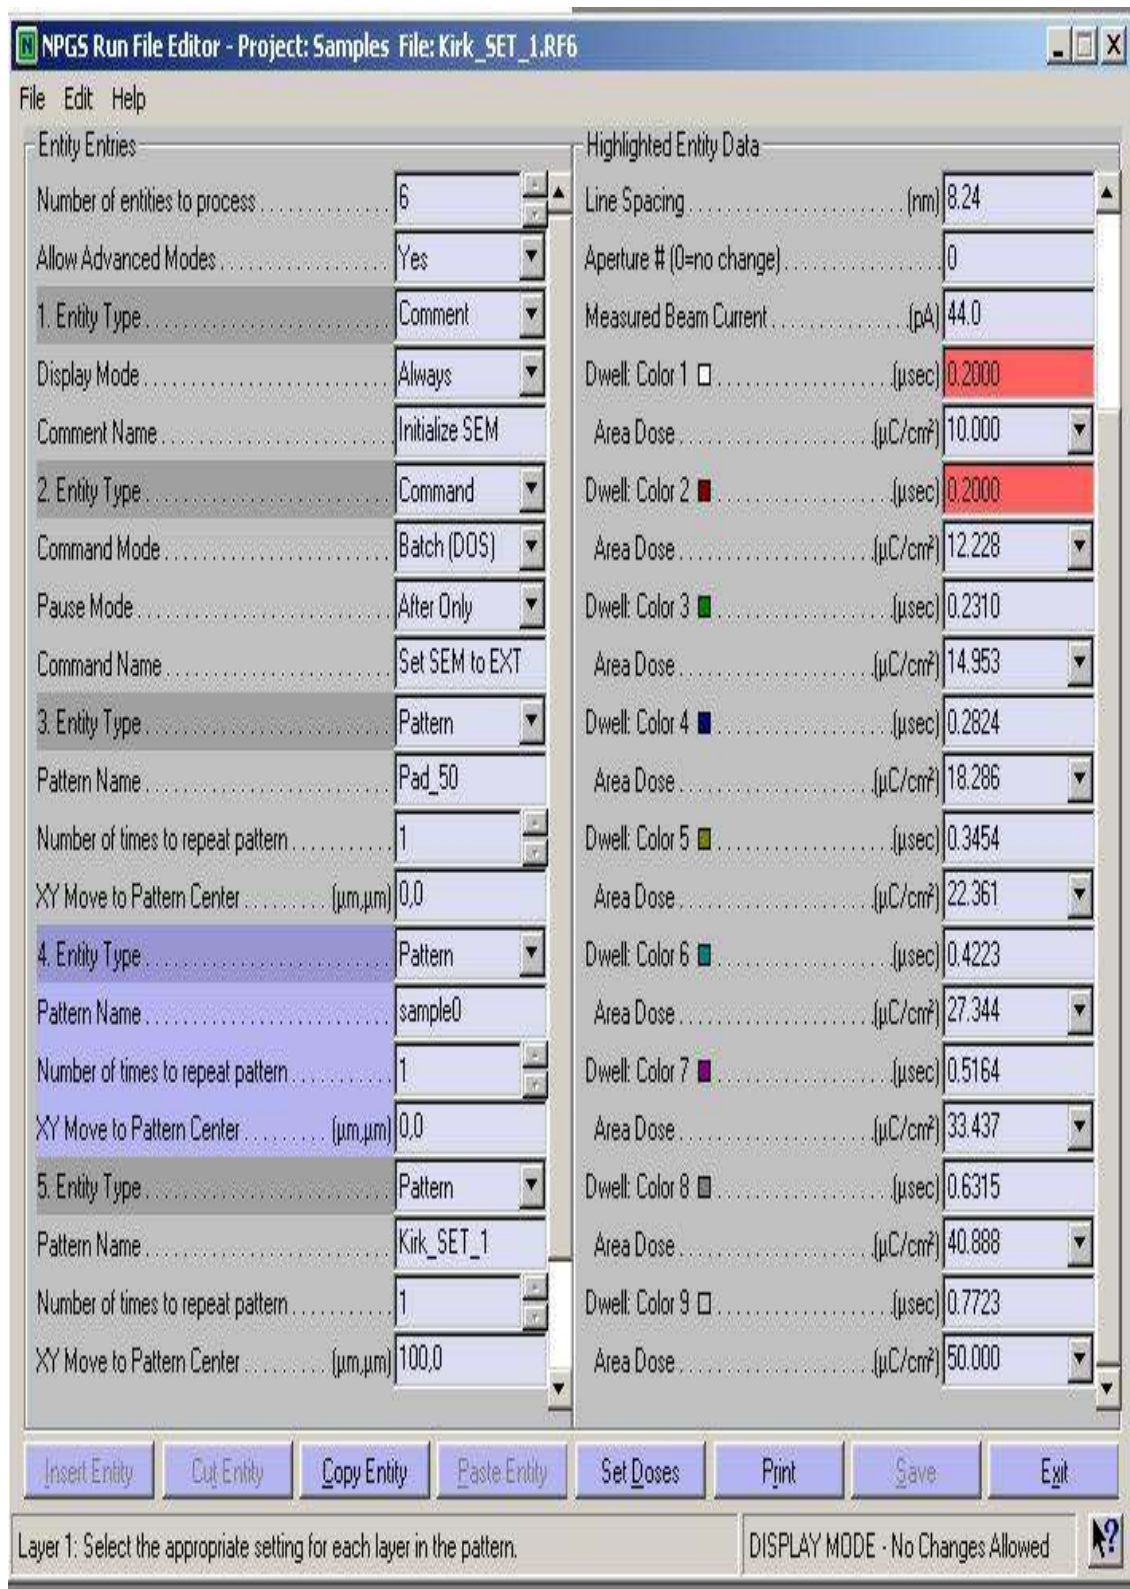 NPGS Run File Editor - Project: Samples File: Kirk_SET_1.RF6
File Edit Help
Entity Entries
Number of entities to process 6
Allow Advanced Modes Yes
1. Entity Type Comment
Display Mode Always
Comment Name Initialize SEM
2. Entity Type Command
Command Mode Batch (DOS)
Pause Mode After Only
Command Name Set SEM to EXT
3. Entity Type Pattern
Pattern Name Pad_50
Number of times to repeat pattern 1
XY Move to Pattern Center (µm,µm) 0,0
4. Entity Type Pattern
Pattern Name sample0
Number of times to repeat pattern 1
XY Move to Pattern Center (µm,µm) 0,0
5. Entity Type Pattern
Pattern Name Kirk_SET_1
Number of times to repeat pattern 1
XY Move to Pattern Center (µm,µm) 100,0
Highlighted Entity Data
Line Spacing (nm) 8.24
Aperture # (0=no change) 0
Measured Beam Current (pA) 44.0
Dwell: Color 1 (µsec) 0.2000
Area Dose (µC/cm²) 10.000
Dwell: Color 2 (µsec) 0.2000
Area Dose (µC/cm²) 12.228
Dwell: Color 3 (µsec) 0.2310
Area Dose (µC/cm²) 14.953
Dwell: Color 4 (µsec) 0.2824
Area Dose (µC/cm²) 18.286
Dwell: Color 5 (µsec) 0.3454
Area Dose (µC/cm²) 22.361
Dwell: Color 6 (µsec) 0.4223
Area Dose (µC/cm²) 27.344
Dwell: Color 7 (µsec) 0.5164
Area Dose (µC/cm²) 33.437
Dwell: Color 8 (µsec) 0.6315
Area Dose (µC/cm²) 40.888
Dwell: Color 9 (µsec) 0.7723
Area Dose (µC/cm²) 50.000
Insert Entity Cut Entity Copy Entity Paste Entity Set Doses Print Save Exit
Layer 1: Select the appropriate setting for each layer in the pattern. DISPLAY MODE - No Changes Allowed